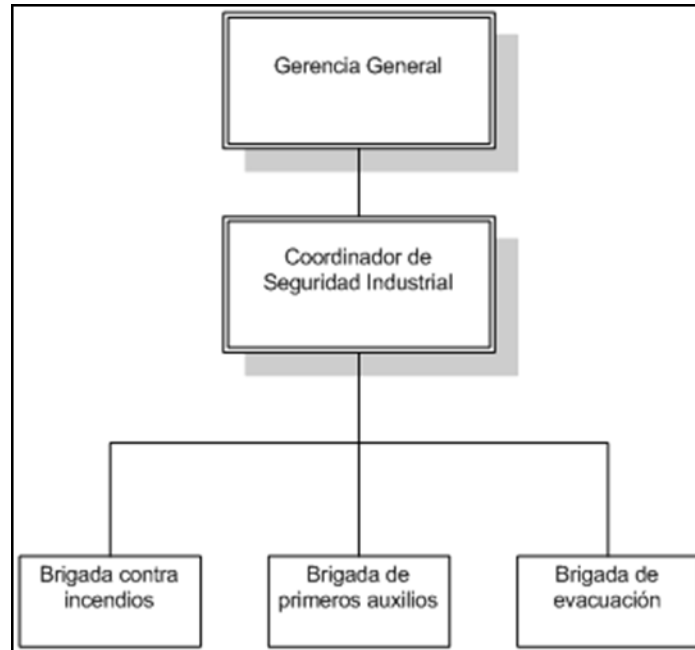 Gerencia General
Coordinador de
Seguridad Industrial
Brigada contra
incendios
Brigada de
primeros auxilios
Brigada de
evacuación